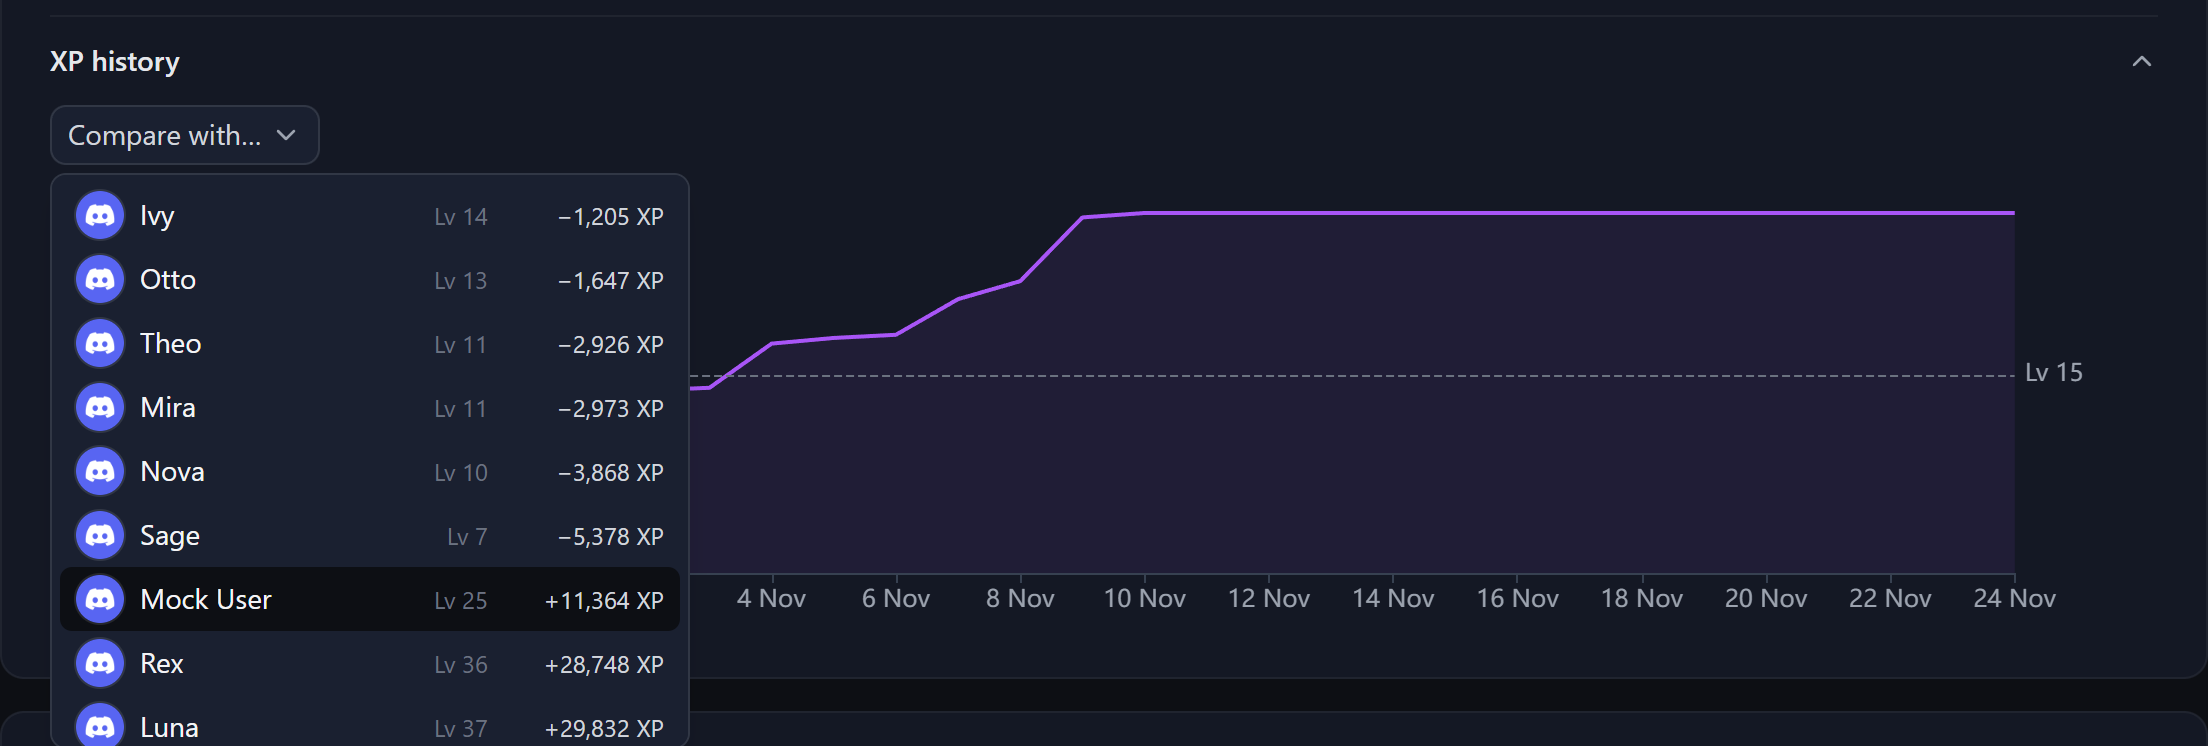 XP history
Compare with...
Ivy Lv 14 −1,205 XP
Otto Lv 13 −1,647 XP
Theo Lv 11 −2,926 XP
Mira Lv 11 −2,973 XP
Nova Lv 10 −3,868 XP
Sage Lv 7 −5,378 XP
Mock User Lv 25 +11,364 XP
Rex Lv 36 +28,748 XP
Luna Lv 37 +29,832 XP
Lv 15
4 Nov 6 Nov 8 Nov 10 Nov 12 Nov 14 Nov 16 Nov 18 Nov 20 Nov 22 Nov 24 Nov